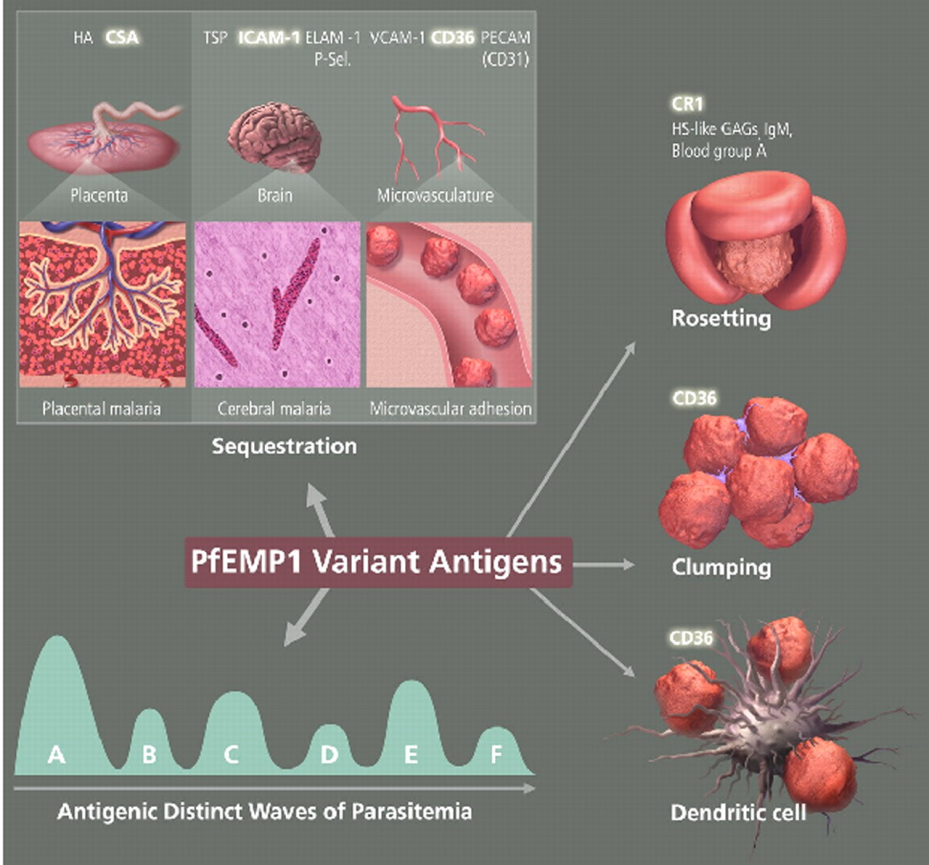 HA CSA TSP ICAM-1 ELAM -1 VCAM-1 CD36 PECAM
P-Sel. (CD31)
Placenta Brain Microvasculature
Placental malaria Cerebral malaria Microvascular adhesion
Sequestration
CR1
HS-like GAGs, IgM,
Blood group A
Rosetting
CD36
Clumping
PfEMP1 Variant Antigens
CD36
Dendritic cell
A B C D E F
Antigenic Distinct Waves of Parasitemia